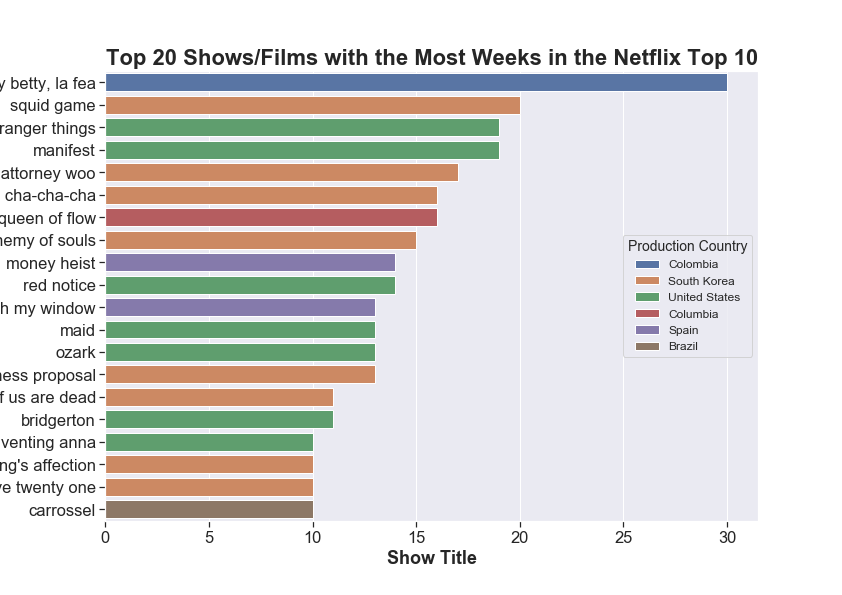 Top 20 Shows/Films with the Most Weeks in the Netflix Top 10
y betty, la fea
squid game
ranger things
manifest
attorney woo
cha-cha-cha
queen of flow
hemy of souls
money heist
red notice
h my window
maid
ozark
ness proposal
f us are dead
bridgerton
venting anna
ng's affection
ve twenty one
carrossel
Production Country
Colombia
South Korea
United States
Columbia
Spain
Brazil
0 5 10 15 20 25 30
Show Title